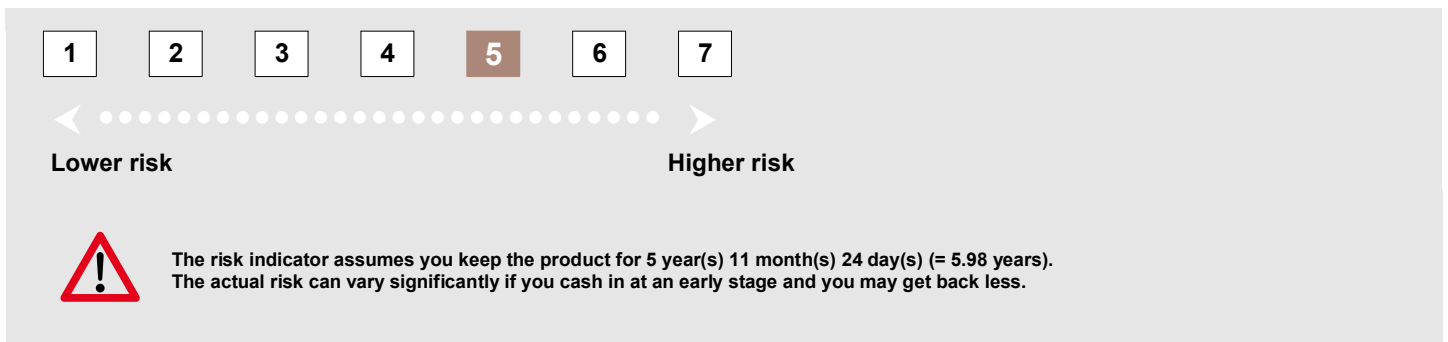 1 2 3 4 5 6 7
Lower risk Higher risk
The risk indicator assumes you keep the product for 5 year(s) 11 month(s) 24 day(s) (= 5.98 years).
The actual risk can vary significantly if you cash in at an early stage and you may get back less.